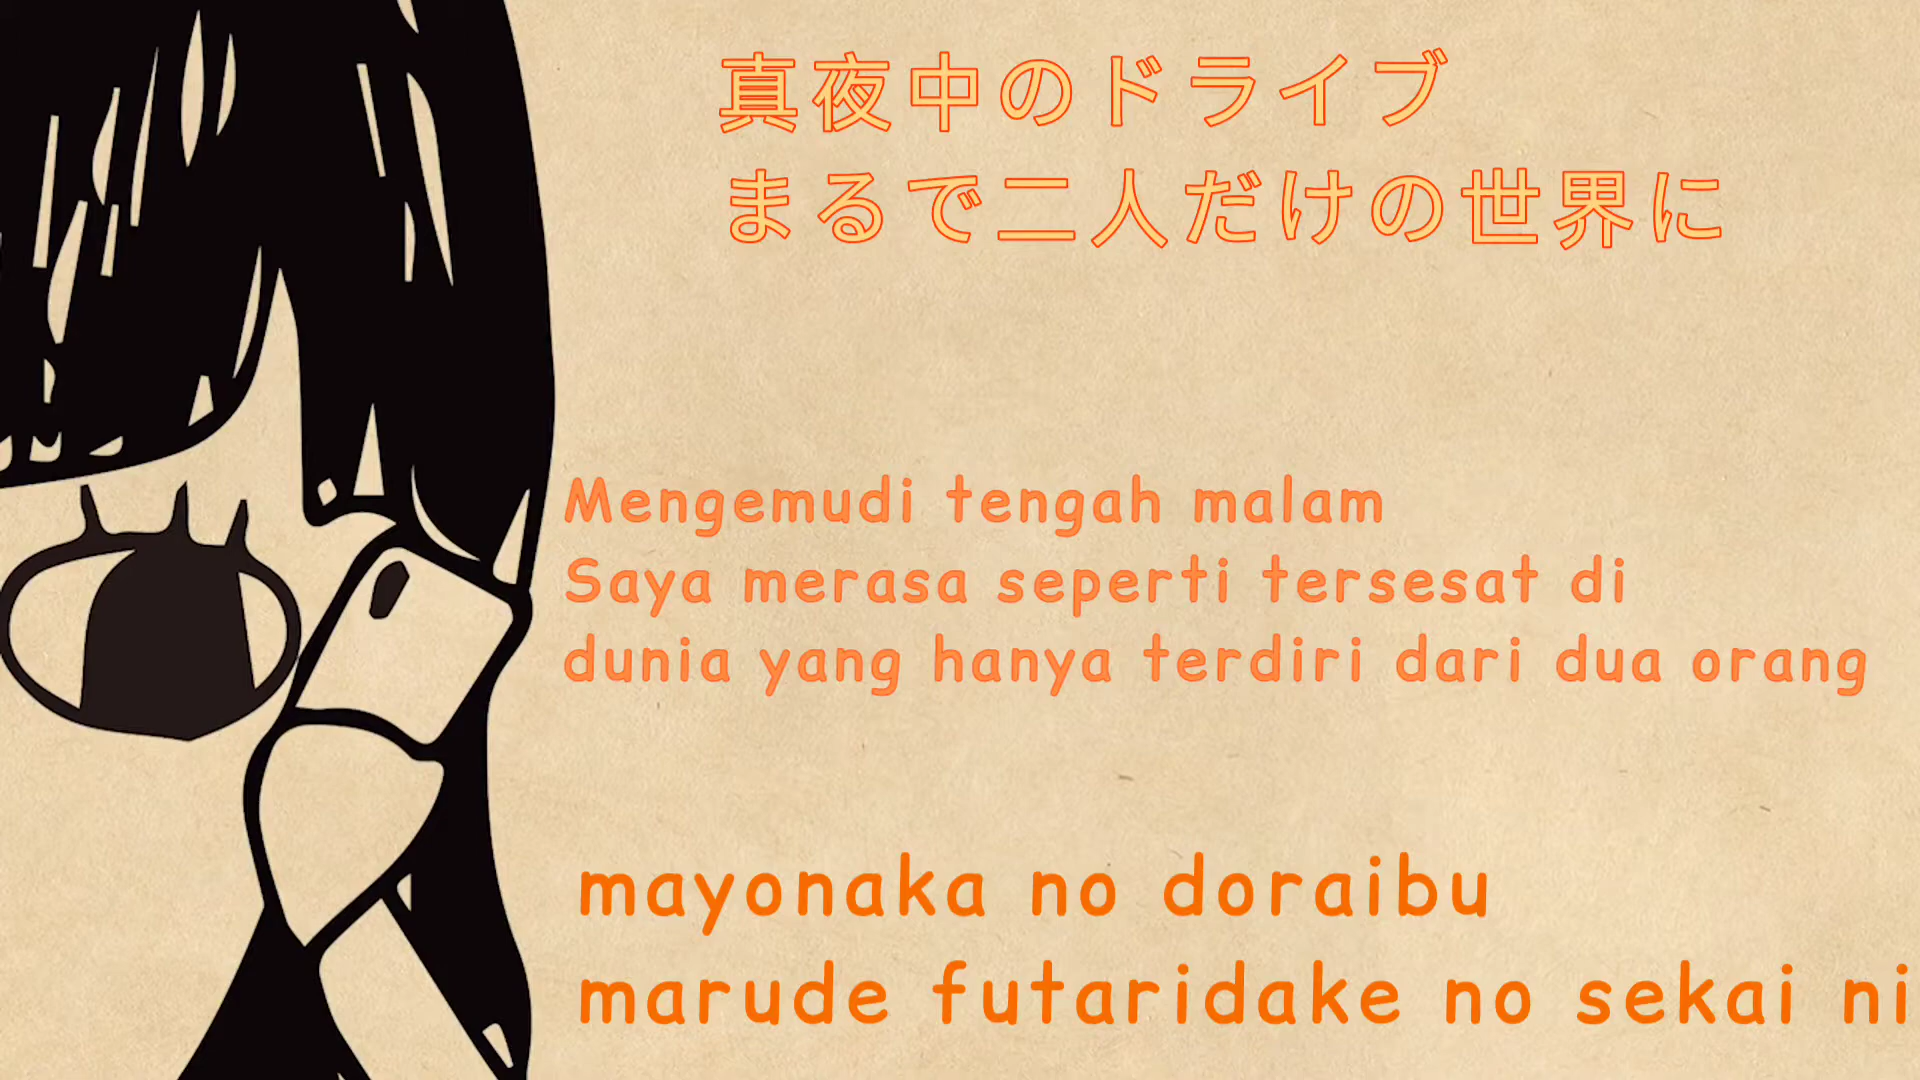 真夜中のドライブ
まるで二人だけの世界に
Mengemudi tengah malam
Saya merasa seperti tersesat di
dunia yang hanya terdiri dari dua orang
mayonaka no doraibu
marude futaridake no sekai ni